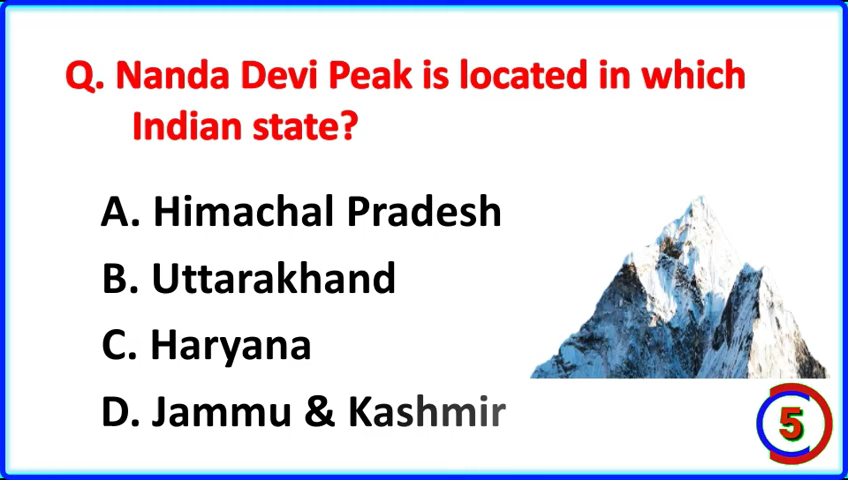 Q. Nanda Devi Peak is located in which
Indian state?
A. Himachal Pradesh
B. Uttarakhand
C. Haryana
D. Jammu & Kashmir
5